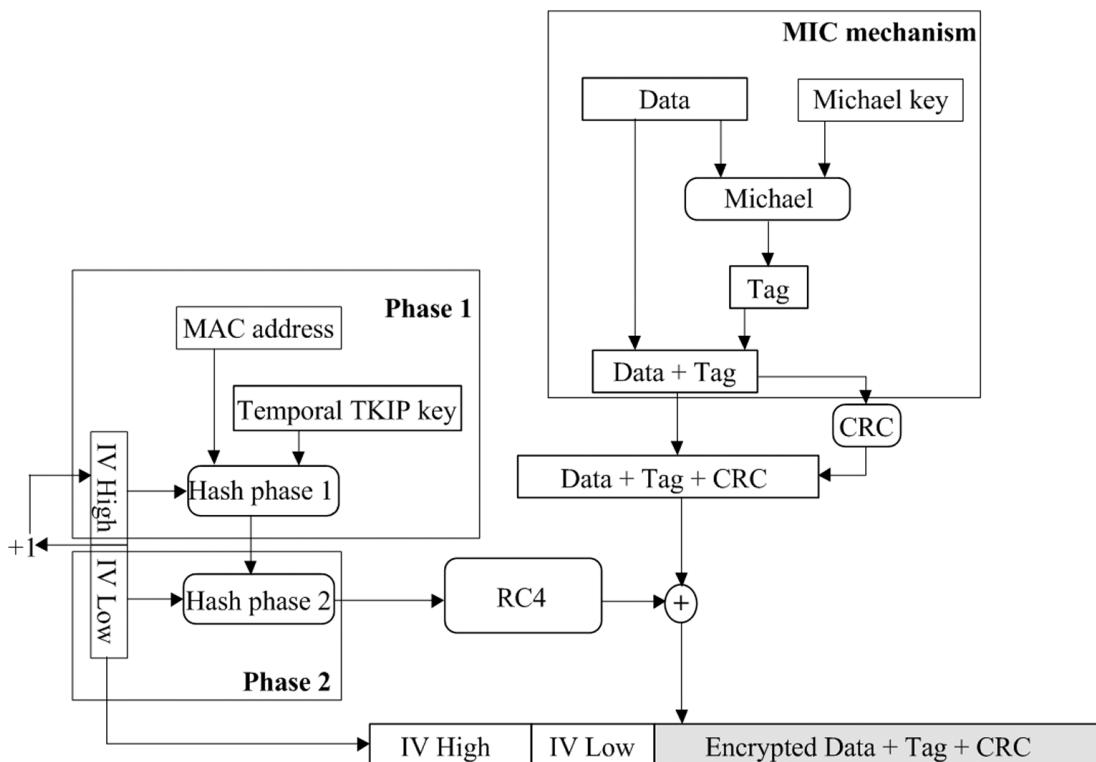 MIC mechanism
Data
Michael key
Michael
Tag
Phase 1
MAC address
Data + Tag
Temporal TKIP key
CRC
IV High
Hash phase 1
Data + Tag + CRC
+1
IV Low
Hash phase 2
RC4
+
Phase 2
IV High
IV Low
Encrypted Data + Tag + CRC